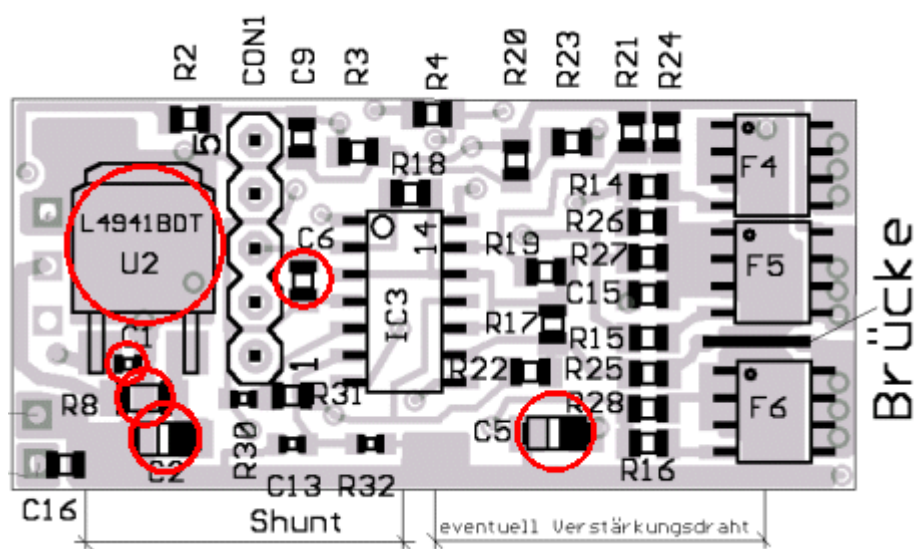 R2
CON1
C9
R3
R4
R20
R23
R21
R24
5
R18
F4
L4941BDT
U2
C6
14
R14
R19
R26
R27
F5
Brücke
IC3
C15
R17
R15
1
R22
R25
R8
R31
R28
F6
C2
R30
C5
R16
C16
C13
R32
Shunt
eventuell Verstärkungsdraht